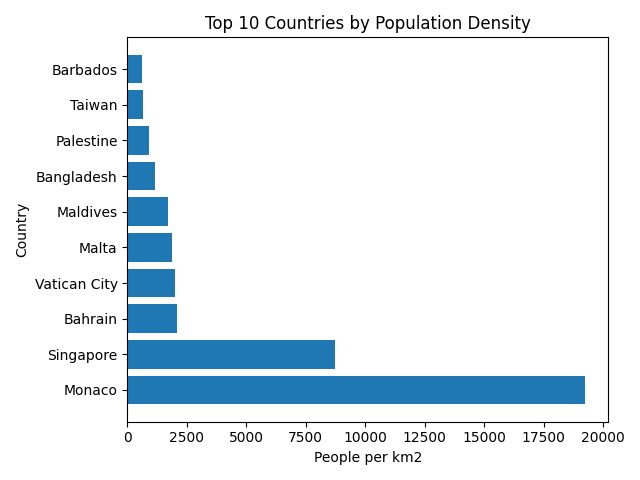 Top 10 Countries by Population Density
Country
Barbados
Taiwan
Palestine
Bangladesh
Maldives
Malta
Vatican City
Bahrain
Singapore
Monaco
0 2500 5000 7500 10000 12500 15000 17500 20000
People per km2